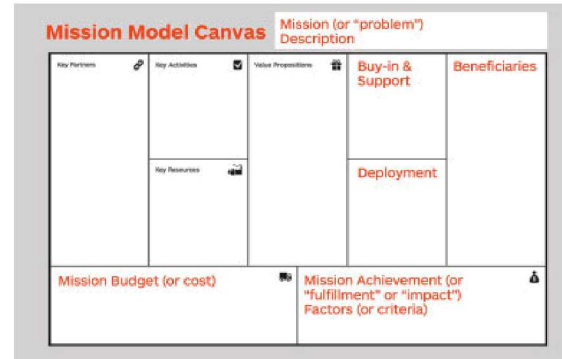 Mission Model Canvas
Mission (or “problem”)
Description
Key Partners
Key Activities
Value Propositions
Buy-in &
Support
Beneficiaries
Key Resources
Deployment
Mission Budget (or cost)
Mission Achievement (or
“fulfillment” or “impact”)
Factors (or criteria)